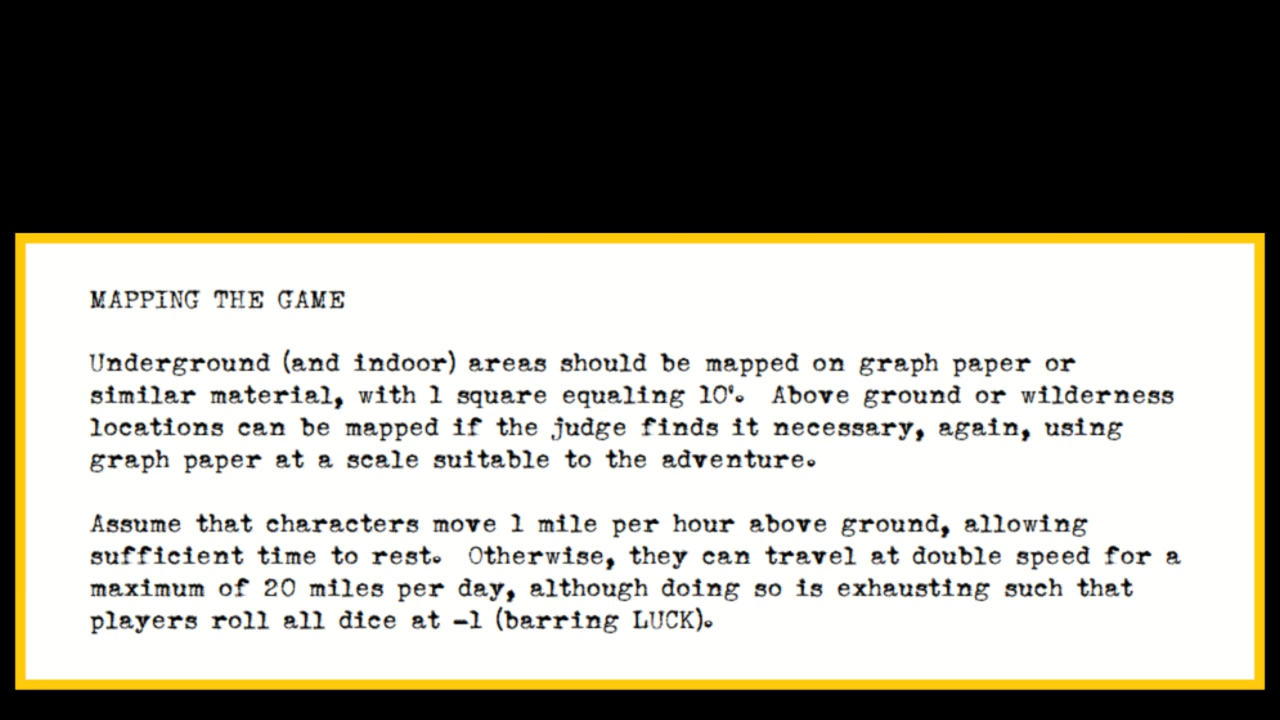 MAPPING THE GAME
Underground (and indoor) areas should be mapped on graph paper or
similar material, with 1 square equaling 10'. Above ground or wilderness
locations can be mapped if the judge finds it necessary, again, using
graph paper at a scale suitable to the adventure.
Assume that characters move 1 mile per hour above ground, allowing
sufficient time to rest. Otherwise, they can travel at double speed for a
maximum of 20 miles per day, although doing so is exhausting such that
players roll all dice at -1 (barring LUCK).